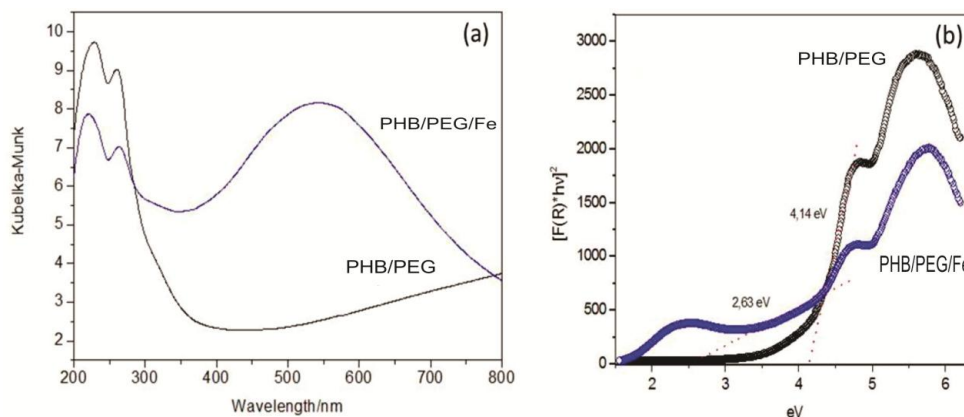 (a)
10
9
8
7
6
5
4
3
2
Kubelka-Munk
PHB/PEG/Fe
PHB/PEG
200 300 400 500 600 700 800
Wavelength/nm
(b)
3000
2500
2000
1500
1000
500
0
[F(R)*hv]²
PHB/PEG
4,14 eV
PHB/PEG/Fe
2,63 eV
2 3 4 5 6
eV